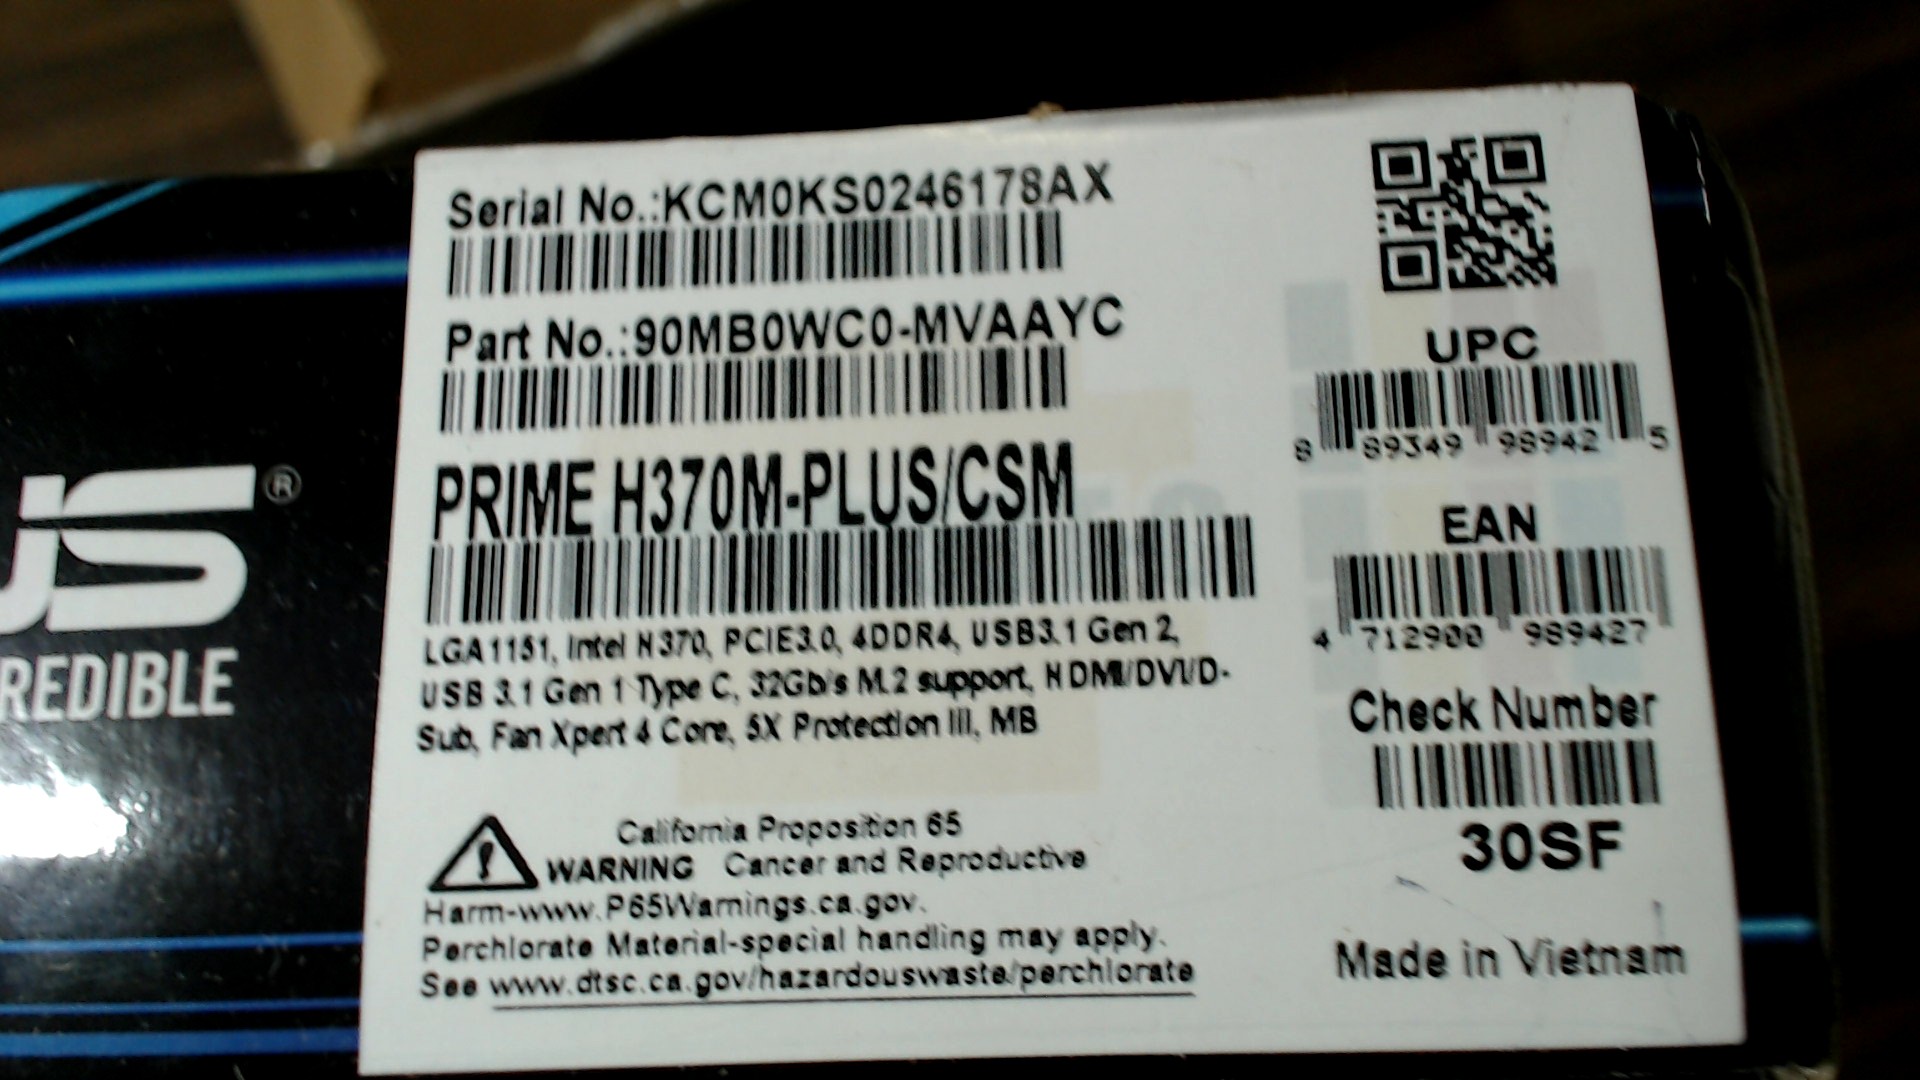 Serial No.:KCM0KS0246178AX
Part No.:90MB0WC0-MVAAYC
PRIME H370M-PLUS/CSM
LGA1151, Intel H370, PCIE3.0, 4DDR4, USB3.1 Gen 2,
USB 3.1 Gen 1 Type C, 32Gb/s M.2 support, HDMI/DVI/D-
Sub, Fan Xpert 4 Core, 5X Protection III, MB
California Proposition 65
WARNING Cancer and Reproductive
Harm-www.P65Warnings.ca.gov.
Perchlorate Material-special handling may apply.
See www.dtsc.ca.gov/hazardouswaste/perchlorate
UPC
8 89349 98942 5
EAN
4 712900 989427
Check Number
30SF
Made in Vietnam
US®
REDIBLE